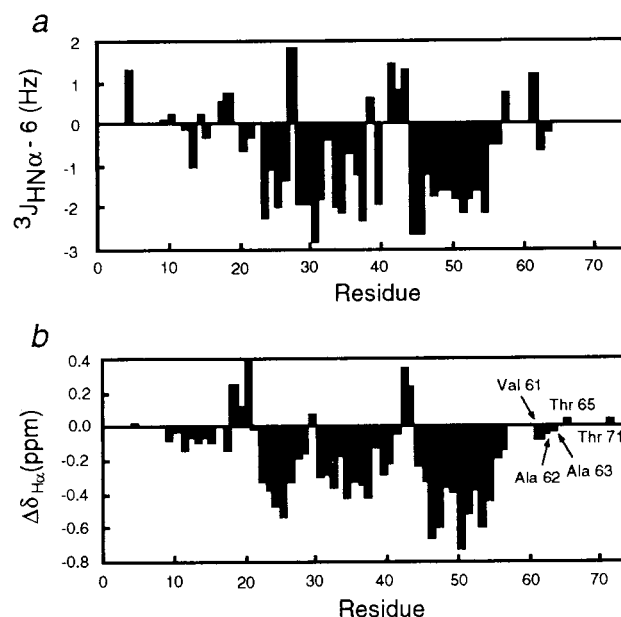 a
³JHNα - 6 (Hz)
2
1
0
-1
-2
-3
0 10 20 30 40 50 60 70
Residue
b
ΔδHα(ppm)
0.4
0.2
0.0
-0.2
-0.4
-0.6
-0.8
Val 61
Thr 65
Thr 71
Ala 63
Ala 62
0 10 20 30 40 50 60 70
Residue